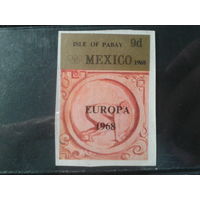 ISLE OF PABAY 9d
MEXICO 1968
EUROPA
1968